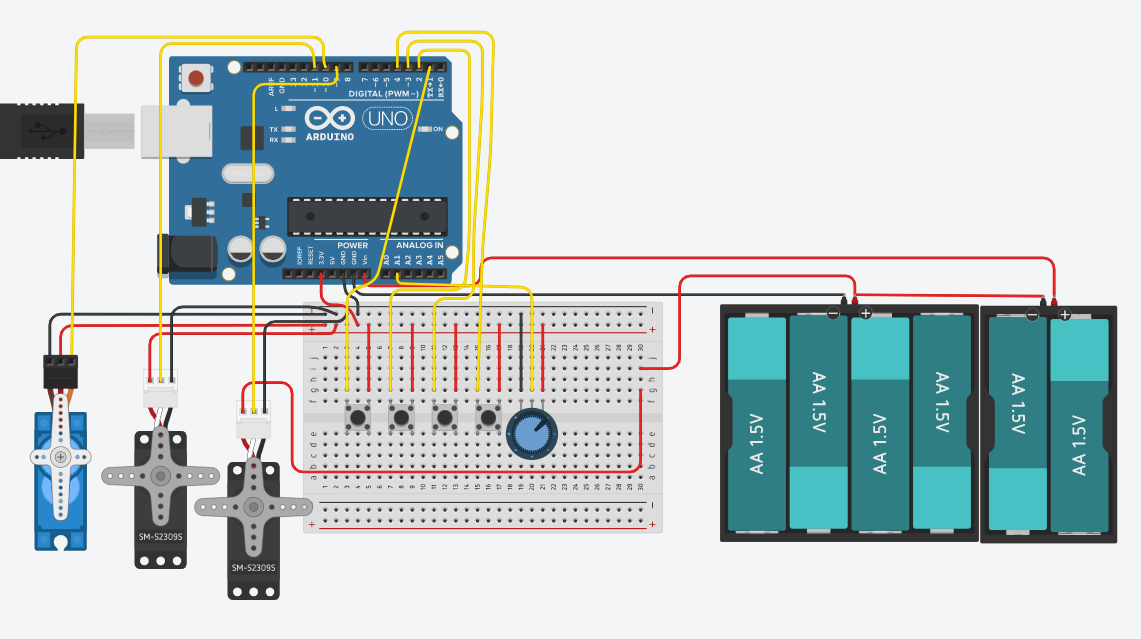 AREF
GND
13
12
~11
~10
~9
8
7
~6
~5
4
~3
2
TX→1
RX←0
DIGITAL (PWM~)
L
TX
RX
ARDUINO
UNO
ON
POWER
ANALOG IN
IOREF
RESET
3.3V
5V
GND
GND
Vin
A0
A1
A2
A3
A4
A5
SM-S2309S
SM-S2309S
AA 1.5V
AA 1.5V
AA 1.5V
AA 1.5V
AA 1.5V
AA 1.5V